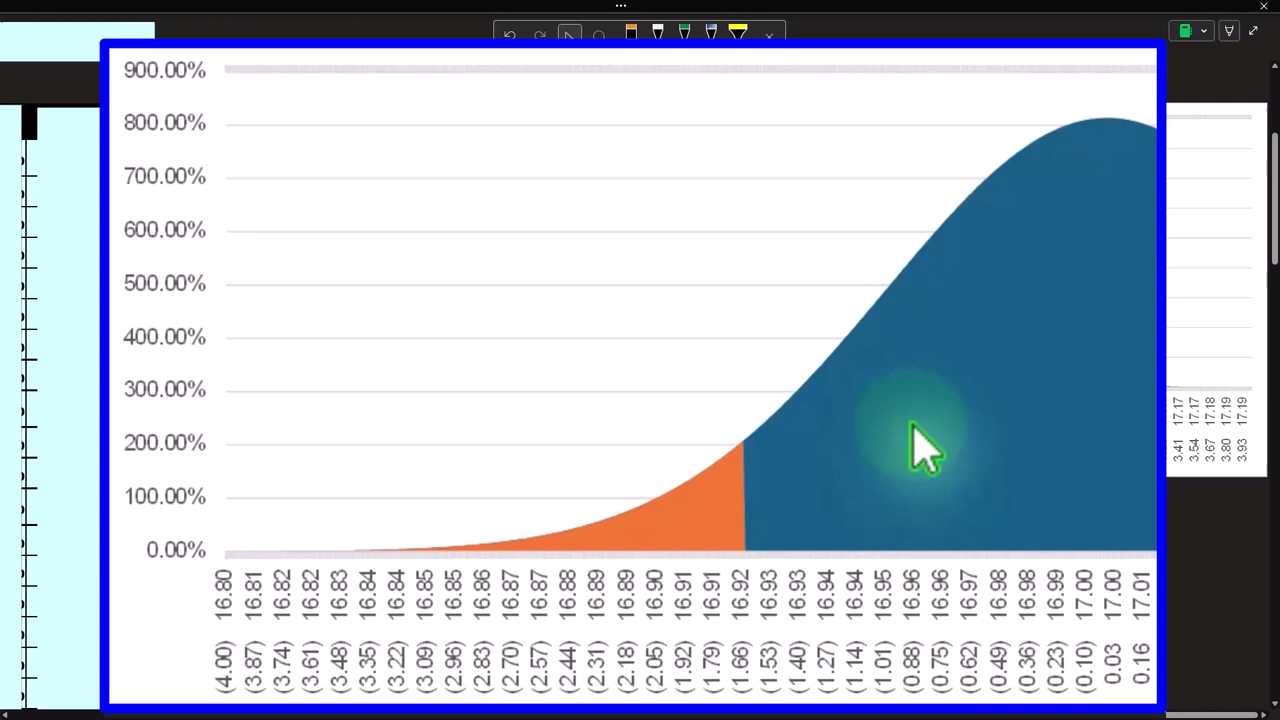 900.00%
800.00%
700.00%
600.00%
500.00%
400.00%
300.00%
200.00%
100.00%
0.00%
16.80 16.81 16.82 16.82 16.83 16.84 16.84 16.85 16.85 16.86 16.87 16.87 16.88 16.89 16.89 16.90 16.91 16.91 16.92 16.93 16.93 16.94 16.94 16.95 16.96 16.96 16.97 16.98 16.98 16.99 17.00 17.00 17.01
(4.00) (3.87) (3.74) (3.61) (3.48) (3.35) (3.22) (3.09) (2.96) (2.83) (2.70) (2.57) (2.44) (2.31) (2.18) (2.05) (1.92) (1.79) (1.66) (1.53) (1.40) (1.27) (1.14) (1.01) (0.88) (0.75) (0.62) (0.49) (0.36) (0.23) (0.10) 0.03 0.16
17.17 17.17 17.18 17.19 17.19
3.41 3.54 3.67 3.80 3.93